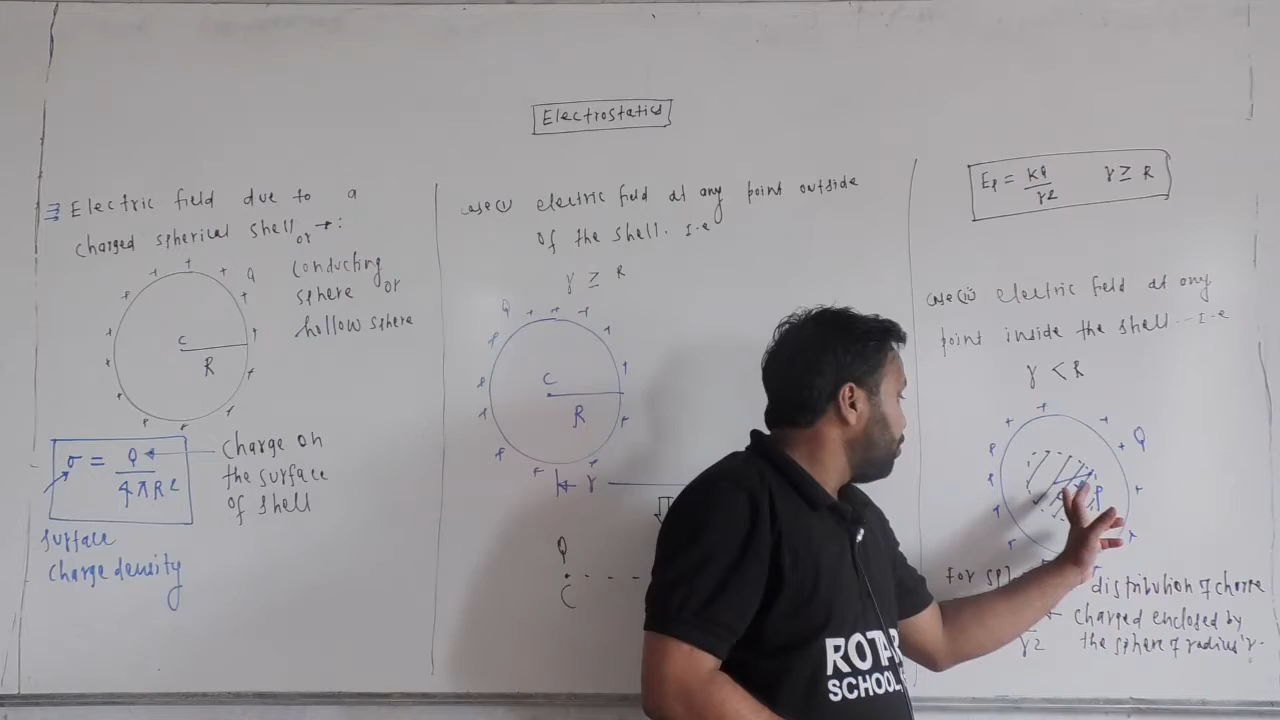 Electrostatics
Electric field due to a
charged spherical shell →:
or
conducting
sphere or
hollow sphere
Q
C
R
σ = Q / 4πR²
charge on
the surface
of shell
surface
charge density
case (i) electric field at any point outside
of the shell. I.e
r ≥ R
Q
C
R
r
Q
C
Ep = KQ / r2 r ≥ R
case (ii) electric field at any
point inside the shell. - I.e
r < R
Q
P
For
distribution of charge
charged enclosed by
r2 the sphere of radius 'r.
ROTAR
SCHOOL,